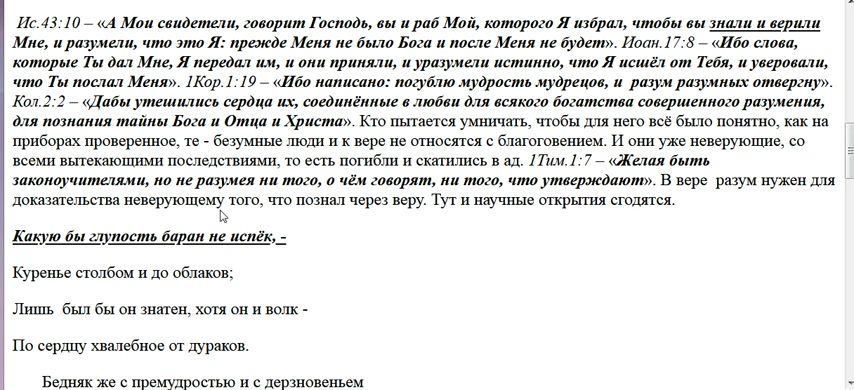 Ис.43:10 – «А Мои свидетели, говорит Господь, вы и раб Мой, которого Я избрал, чтобы вы знали и верили
Мне, и разумели, что это Я: прежде Меня не было Бога и после Меня не будет». Иоан.17:8 – «Ибо слова,
которые Ты дал Мне, Я передал им, и они приняли, и уразумели истинно, что Я исшёл от Тебя, и уверовали,
что Ты послал Меня». 1Кор.1:19 – «Ибо написано: погублю мудрость мудрецов, и разум разумных отвергну».
Кол.2:2 – «Дабы утешились сердца их, соединённые в любви для всякого богатства совершенного разумения,
для познания тайны Бога и Отца и Христа». Кто пытается умничать, чтобы для него всё было понятно, как на
приборах проверенное, те - безумные люди и к вере не относятся с благоговением. И они уже неверующие, со
всеми вытекающими последствиями, то есть погибли и скатились в ад. 1Тим.1:7 – «Желая быть
законоучителями, но не разумея ни того, о чём говорят, ни того, что утверждают». В вере разум нужен для
доказательства неверующему того, что познал через веру. Тут и научные открытия сгодятся.
Какую бы глупость баран не испёк, -
Куренье столбом и до облаков;
Лишь был бы он знатен, хотя он и волк -
По сердцу хвалебное от дураков.
Бедняк же с премудростью и с дерзновеньем